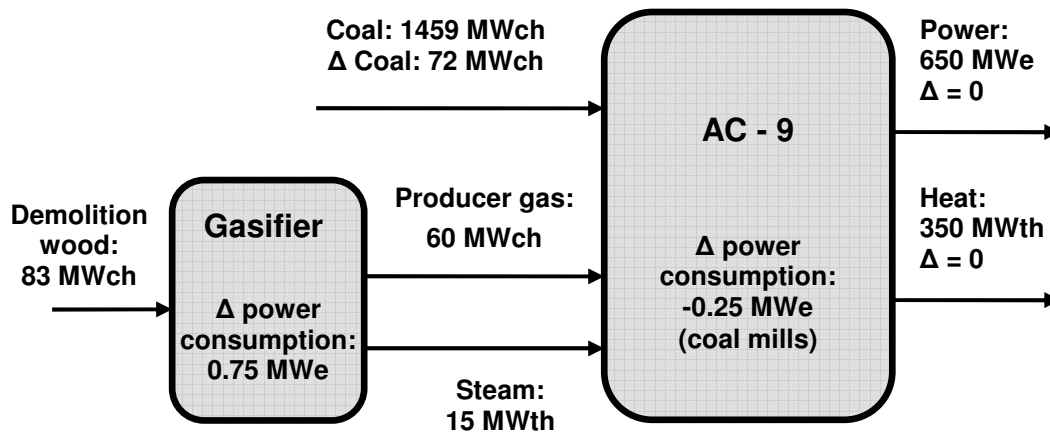 Coal: 1459 MWch
Δ Coal: 72 MWch
Power:
650 MWe
Δ = 0
AC - 9
Demolition
wood:
83 MWch
Gasifier
Δ power
consumption:
0.75 MWe
Producer gas:
60 MWch
Δ power
consumption:
-0.25 MWe
(coal mills)
Heat:
350 MWth
Δ = 0
Steam:
15 MWth